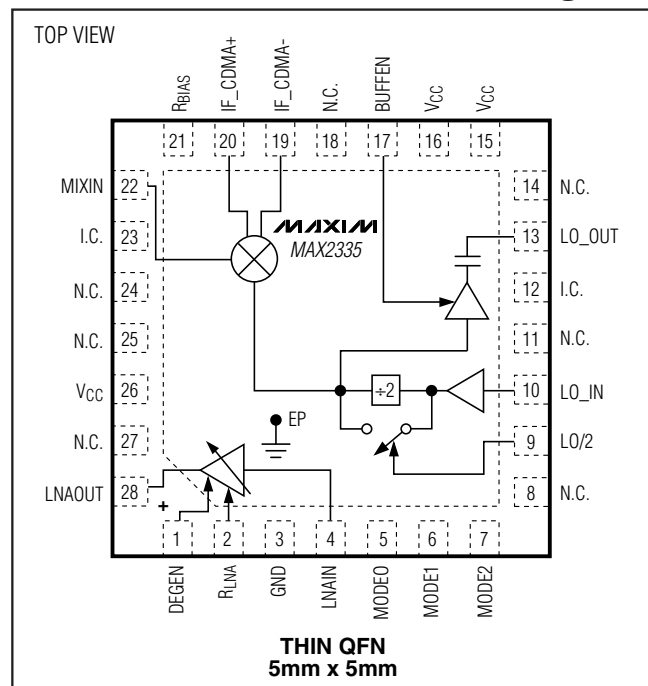 TOP VIEW
RBIAS
IF_CDMA+
IF_CDMA-
N.C.
BUFFEN
VCC
VCC
21 20 19 18 17 16 15
MIXIN 22
I.C. 23
N.C. 24
N.C. 25
VCC 26
N.C. 27
LNAOUT 28
MAXIM
MAX2335
÷2
EP
+
14 N.C.
13 LO_OUT
12 I.C.
11 N.C.
10 LO_IN
9 LO/2
8 N.C.
1 2 3 4 5 6 7
DEGEN
RLNA
GND
LNAIN
MODE0
MODE1
MODE2
THIN QFN
5mm x 5mm